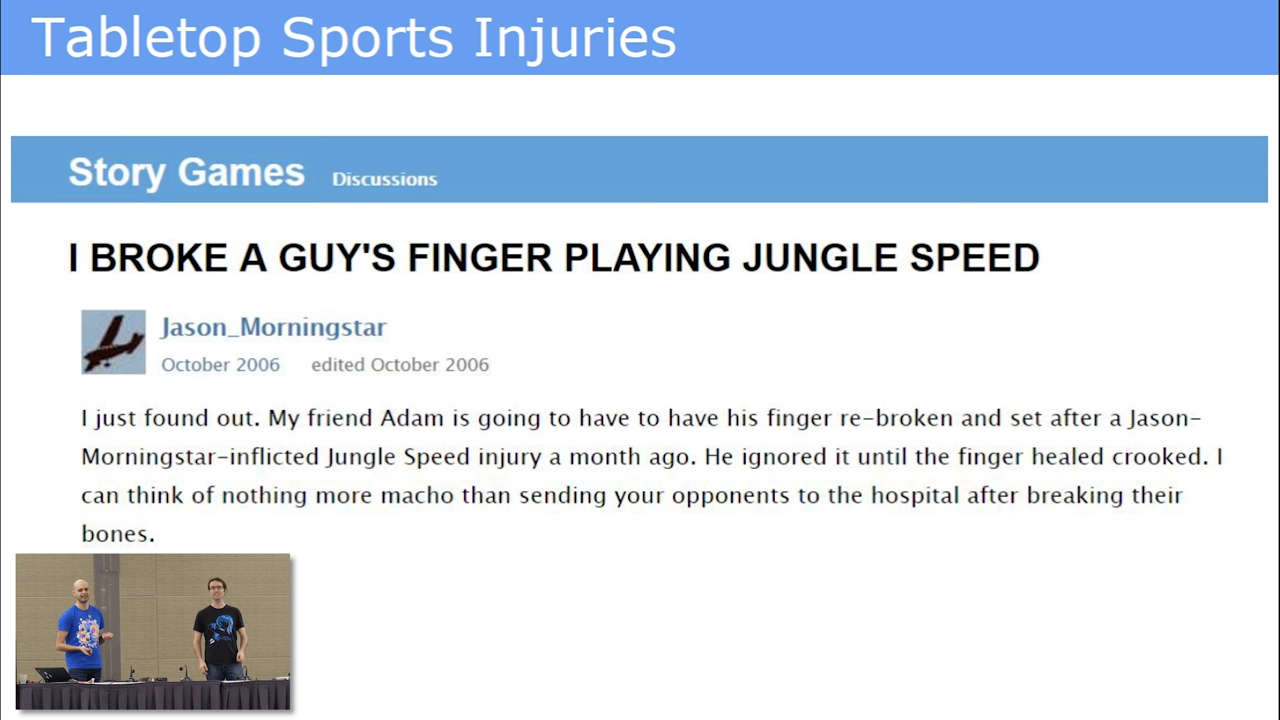 Tabletop Sports Injuries
Story Games Discussions
I BROKE A GUY'S FINGER PLAYING JUNGLE SPEED
Jason_Morningstar
October 2006 edited October 2006
I just found out. My friend Adam is going to have to have his finger re-broken and set after a Jason-
Morningstar-inflicted Jungle Speed injury a month ago. He ignored it until the finger healed crooked. I
can think of nothing more macho than sending your opponents to the hospital after breaking their
bones.